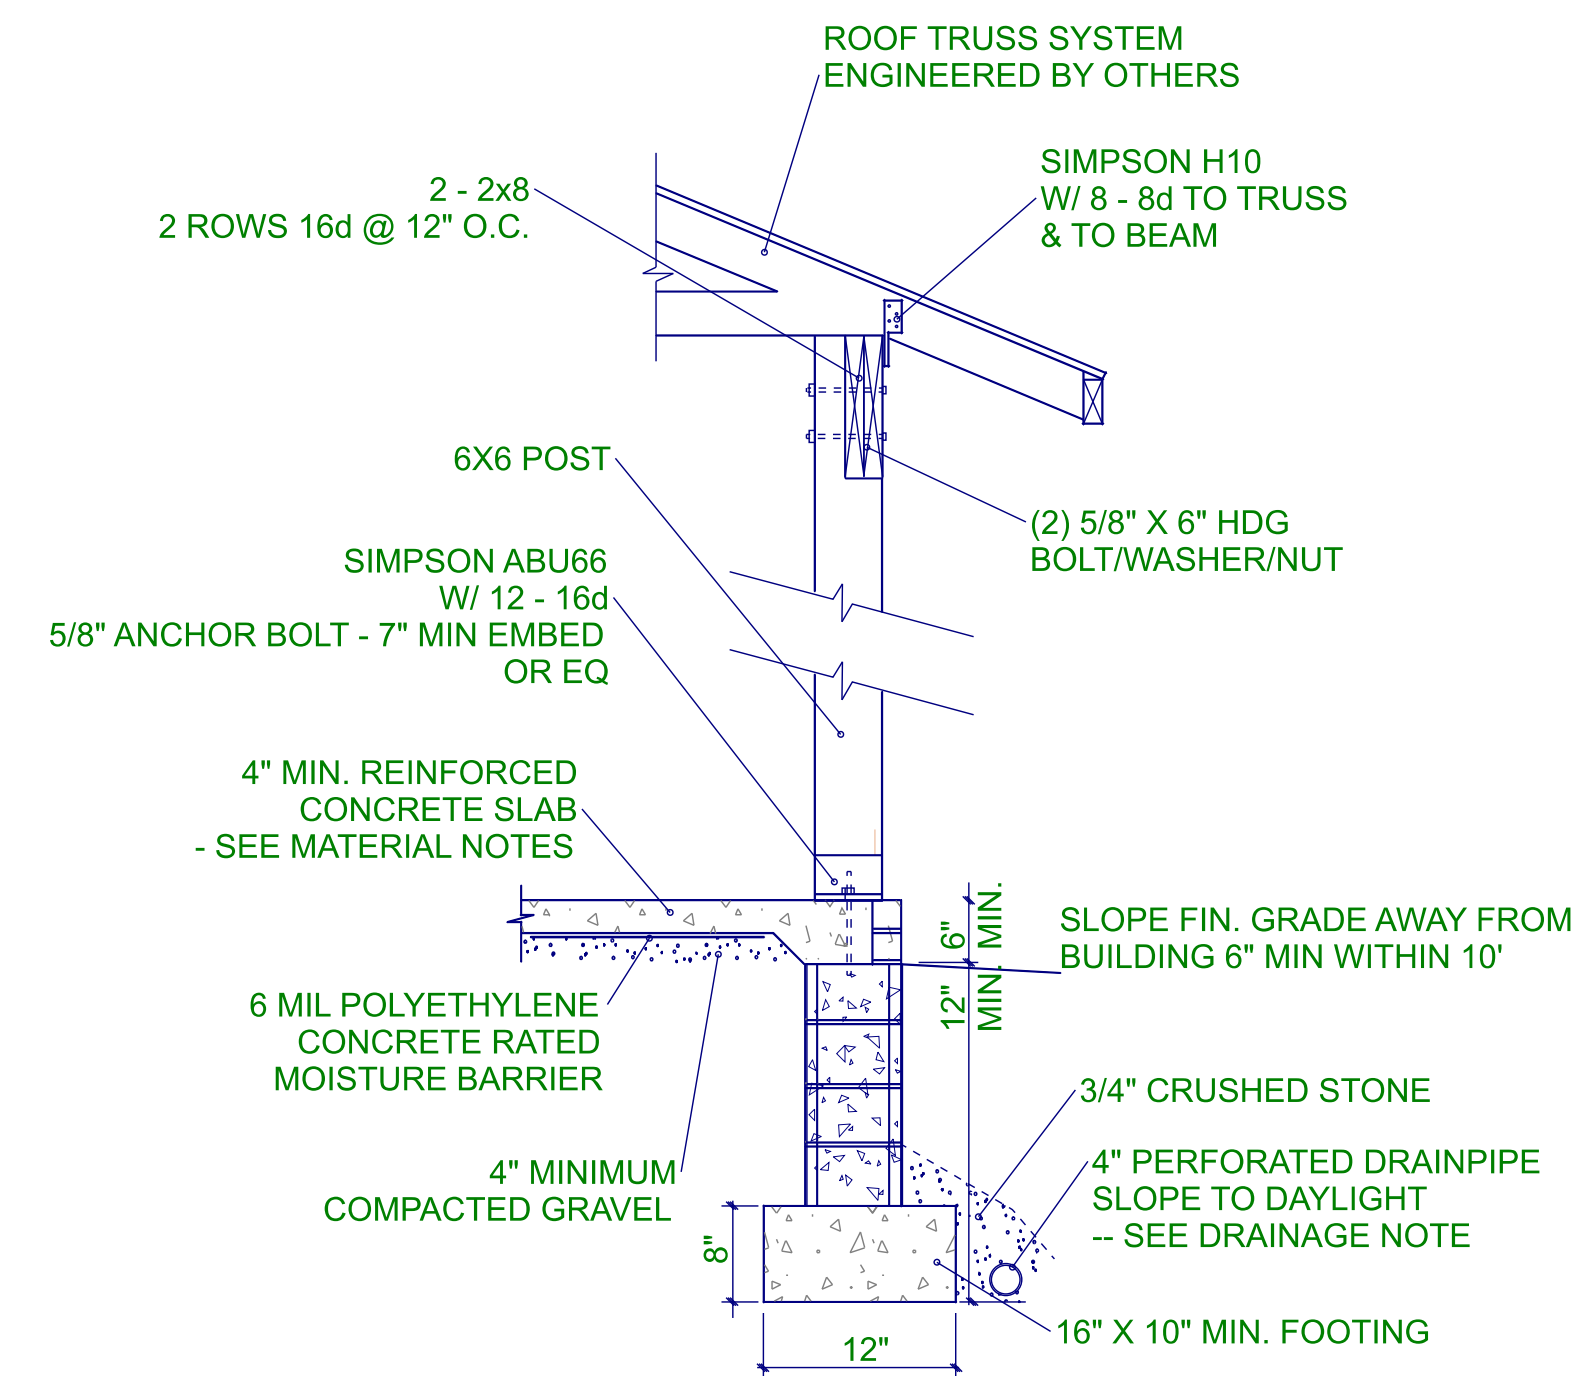 ROOF TRUSS SYSTEM
ENGINEERED BY OTHERS
SIMPSON H10
W/ 8 - 8d TO TRUSS
& TO BEAM
2 - 2x8
2 ROWS 16d @ 12" O.C.
6X6 POST
(2) 5/8" X 6" HDG
BOLT/WASHER/NUT
SIMPSON ABU66
W/ 12 - 16d
5/8" ANCHOR BOLT - 7" MIN EMBED
OR EQ
4" MIN. REINFORCED
CONCRETE SLAB
- SEE MATERIAL NOTES
6"
MIN.
SLOPE FIN. GRADE AWAY FROM
BUILDING 6" MIN WITHIN 10'
12"
MIN.
6 MIL POLYETHYLENE
CONCRETE RATED
MOISTURE BARRIER
3/4" CRUSHED STONE
4" PERFORATED DRAINPIPE
SLOPE TO DAYLIGHT
-- SEE DRAINAGE NOTE
4" MINIMUM
COMPACTED GRAVEL
8"
16" X 10" MIN. FOOTING
12"